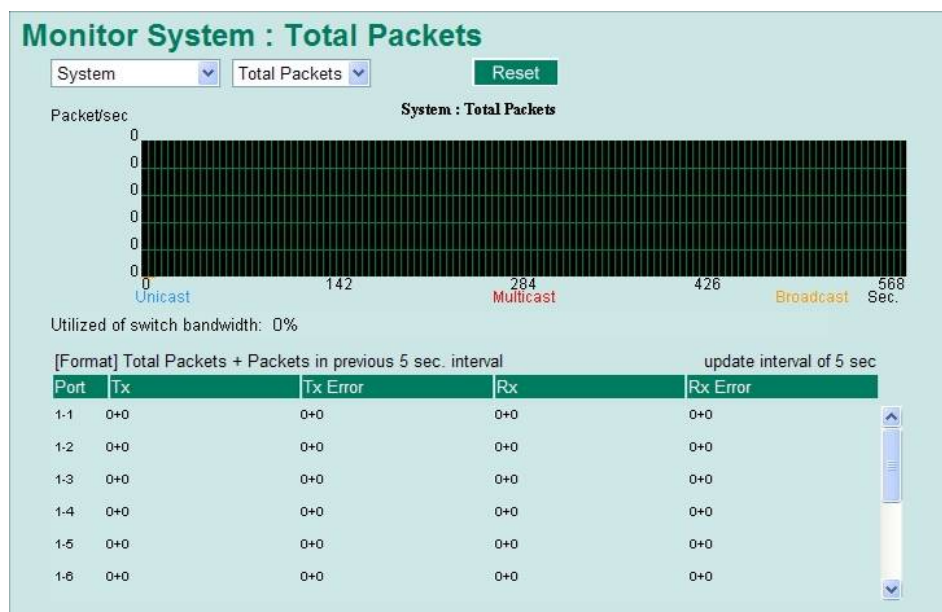 Monitor System : Total Packets
System Total Packets Reset
System : Total Packets
Packet/sec
0
0
0
0
0
0
0 142 284 426 568
Unicast Multicast Broadcast Sec.
Utilized of switch bandwidth: 0%
[Format] Total Packets + Packets in previous 5 sec. interval update interval of 5 sec
Port Tx Tx Error Rx Rx Error
1-1 0+0 0+0 0+0 0+0
1-2 0+0 0+0 0+0 0+0
1-3 0+0 0+0 0+0 0+0
1-4 0+0 0+0 0+0 0+0
1-5 0+0 0+0 0+0 0+0
1-6 0+0 0+0 0+0 0+0